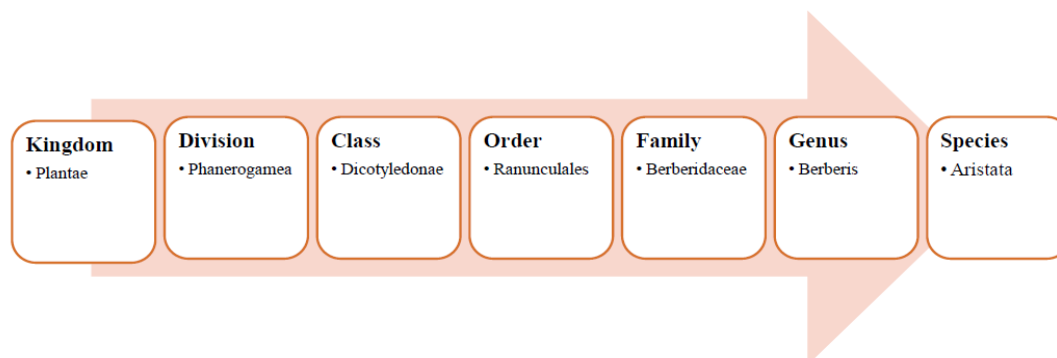 Kingdom
• Plantae
Division
• Phanerogamea
Class
• Dicotyledonae
Order
• Ranunculales
Family
• Berberidaceae
Genus
• Berberis
Species
• Aristata